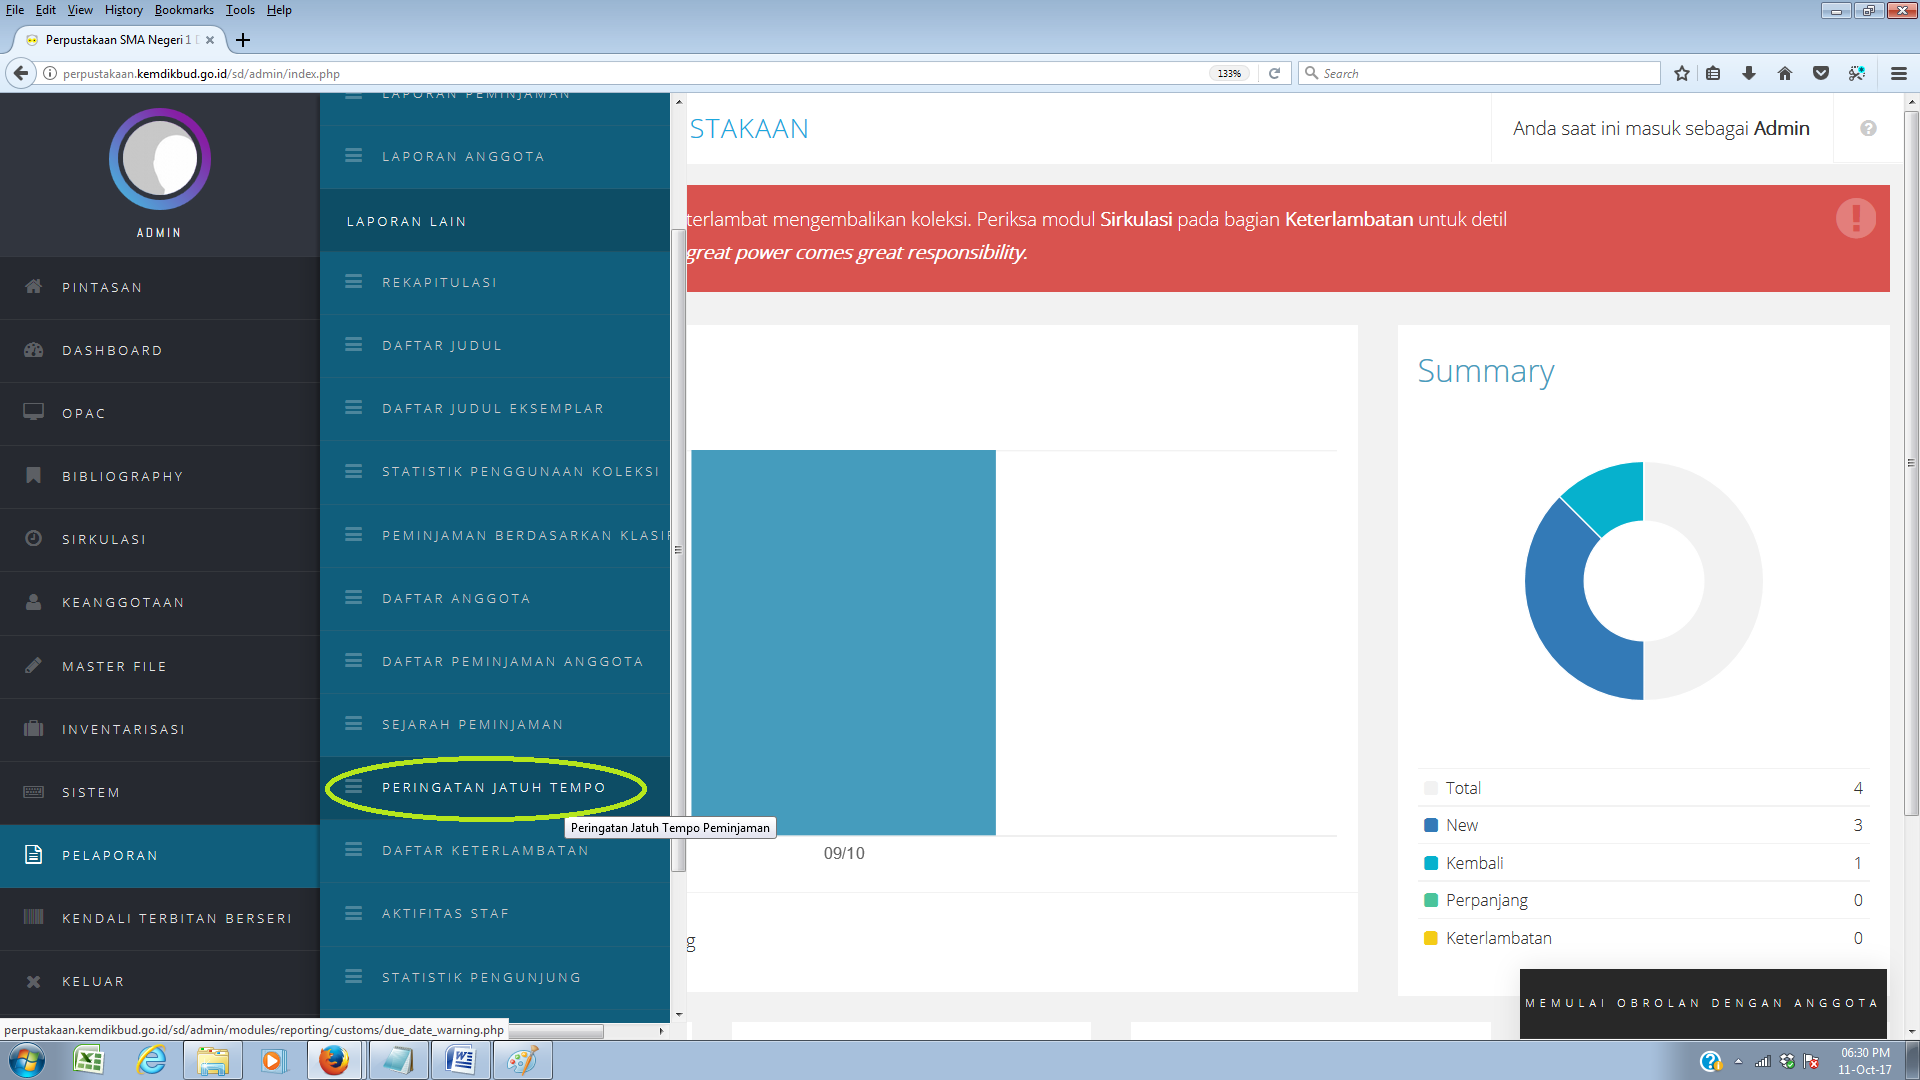 File Edit View History Bookmarks Tools Help
Perpustakaan SMA Negeri 1
perpustakaan.kemdikbud.go.id/sd/admin/index.php
133%
Search
ADMIN
PINTASAN
DASHBOARD
OPAC
BIBLIOGRAPHY
SIRKULASI
KEANGGOTAAN
MASTER FILE
INVENTARISASI
SISTEM
PELAPORAN
KENDALI TERBITAN BERSERI
KELUAR
LAPORAN PEMINJAMAN
LAPORAN ANGGOTA
LAPORAN LAIN
REKAPITULASI
DAFTAR JUDUL
DAFTAR JUDUL EKSEMPLAR
STATISTIK PENGGUNAAN KOLEKSI
PEMINJAMAN BERDASARKAN KLASIF
DAFTAR ANGGOTA
DAFTAR PEMINJAMAN ANGGOTA
SEJARAH PEMINJAMAN
PERINGATAN JATUH TEMPO
Peringatan Jatuh Tempo Peminjaman
DAFTAR KETERLAMBATAN
AKTIFITAS STAF
STATISTIK PENGUNJUNG
STAKAAN
Anda saat ini masuk sebagai Admin
terlambat mengembalikan koleksi. Periksa modul Sirkulasi pada bagian Keterlambatan untuk detil
great power comes great responsibility.
09/10
g
Summary
Total 4
New 3
Kembali 1
Perpanjang 0
Keterlambatan 0
MEMULAI OBROLAN DENGAN ANGGOTA
perpustakaan.kemdikbud.go.id/sd/admin/modules/reporting/customs/due_date_warning.php
06:30 PM
11-Oct-17